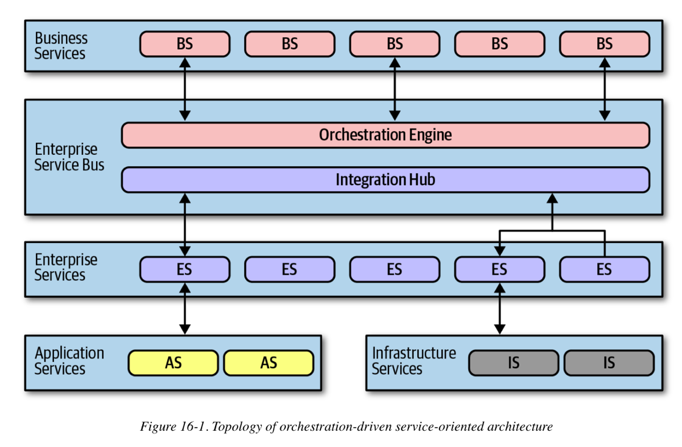 Business
Services
BS BS BS BS BS
Enterprise
Service Bus
Orchestration Engine
Integration Hub
Enterprise
Services
ES ES ES ES ES
Application
Services
AS AS
Infrastructure
Services
IS IS
Figure 16-1. Topology of orchestration-driven service-oriented architecture